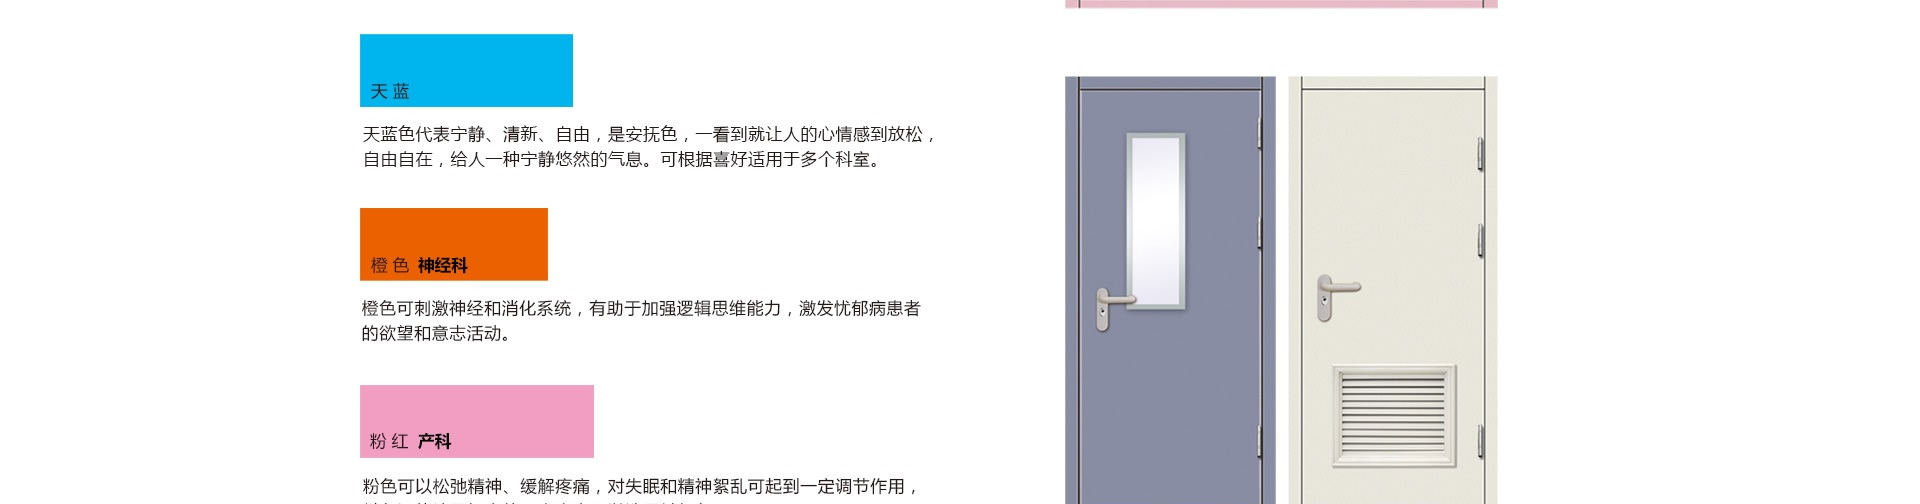 天 蓝
天蓝色代表宁静、清新、自由，是安抚色，一看到就让人的心情感到放松，
自由自在，给人一种宁静悠然的气息。可根据喜好适用于多个科室。
橙 色 神经科
橙色可刺激神经和消化系统，有助于加强逻辑思维能力，激发忧郁病患者
的欲望和意志活动。
粉 红 产科
粉色可以松弛精神、缓解疼痛，对失眠和精神絮乱可起到一定调节作用，